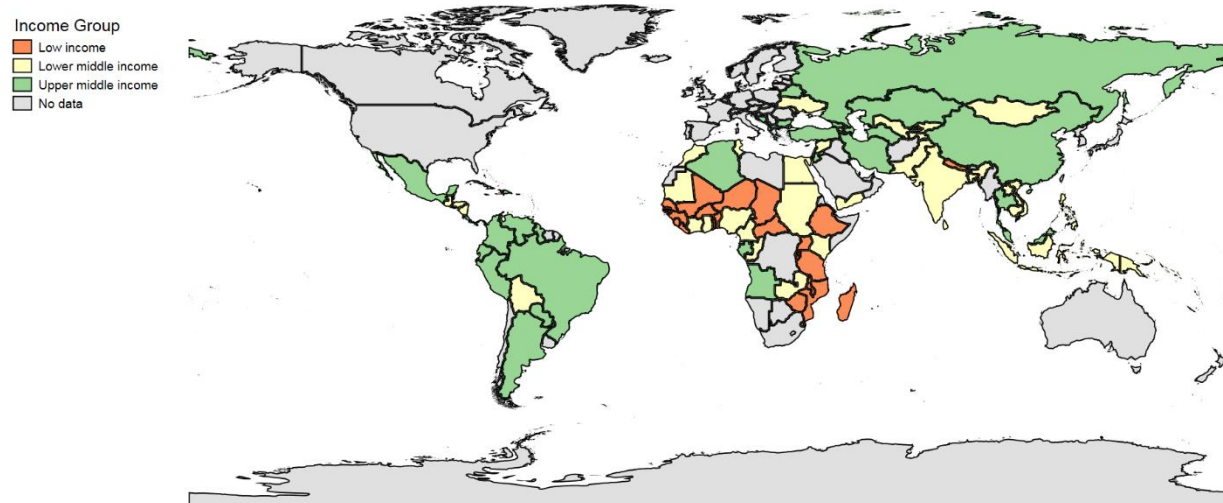 Income Group
Low income
Lower middle income
Upper middle income
No data